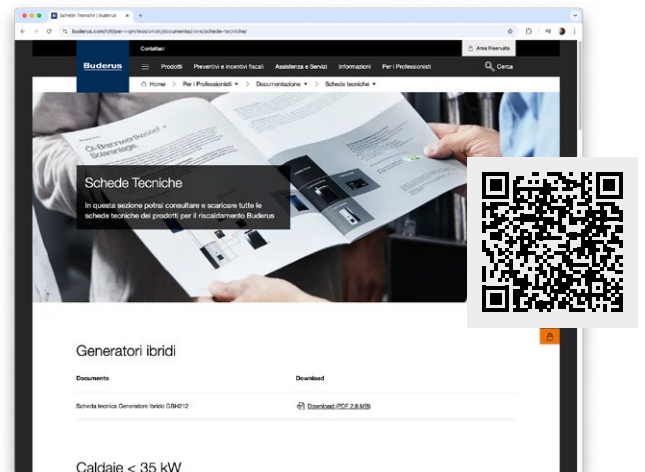 Schede Tecniche | Buderus
buderus.com/it/it/per-i-professionisti/documentazione/schede-tecniche/
Contattaci
Area Riservata
Buderus
Prodotti Preventivi e incentivi fiscali Assistenza e Servizi Informazioni Per i Professionisti Cerca
Home > Per i Professionisti > Documentazione > Schede tecniche
Öl-Brennwertkessel +
Solaranlage.
Schede Tecniche
In questa sezione potrai consultare e scaricare tutte le
schede tecniche dei prodotti per il riscaldamento Buderus
Generatori ibridi
Documento Download
Scheda tecnica Generatore Ibrido GBH212 Download (PDF 2.6 MB)
Caldaie < 35 kW